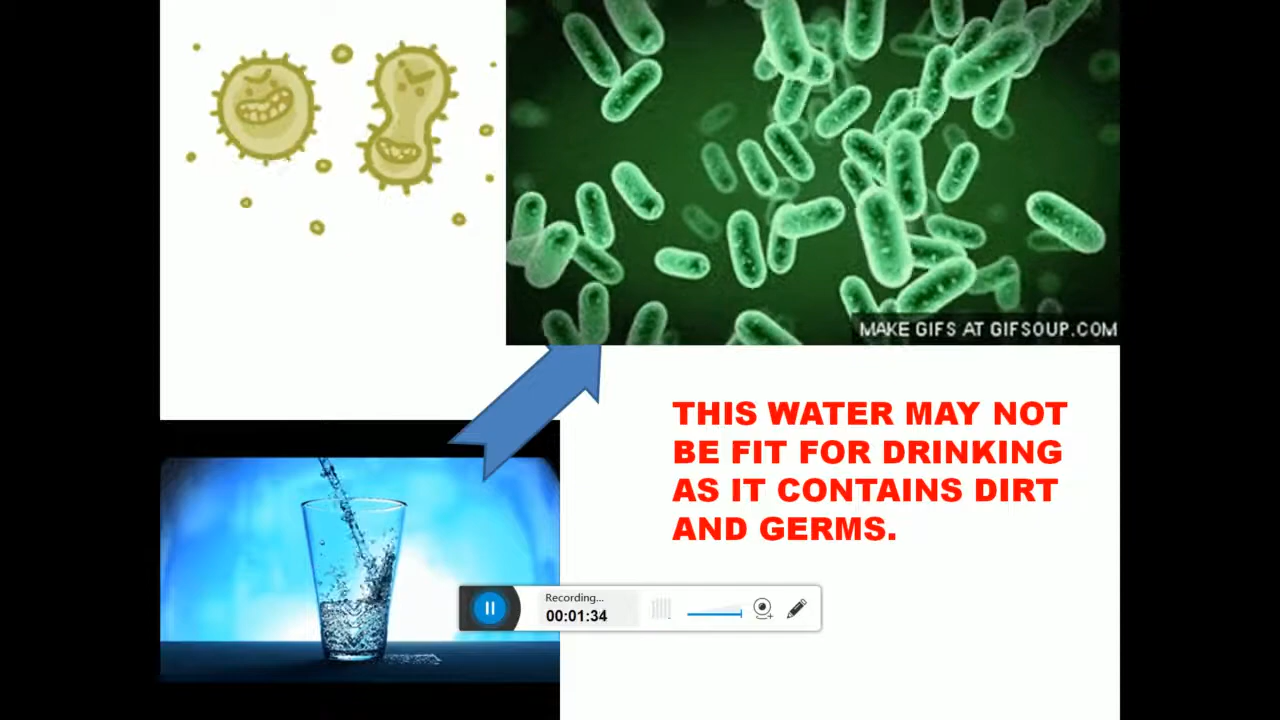 MAKE GIFS AT GIFSOUP.COM
THIS WATER MAY NOT
BE FIT FOR DRINKING
AS IT CONTAINS DIRT
AND GERMS.
Recording...
00:01:34